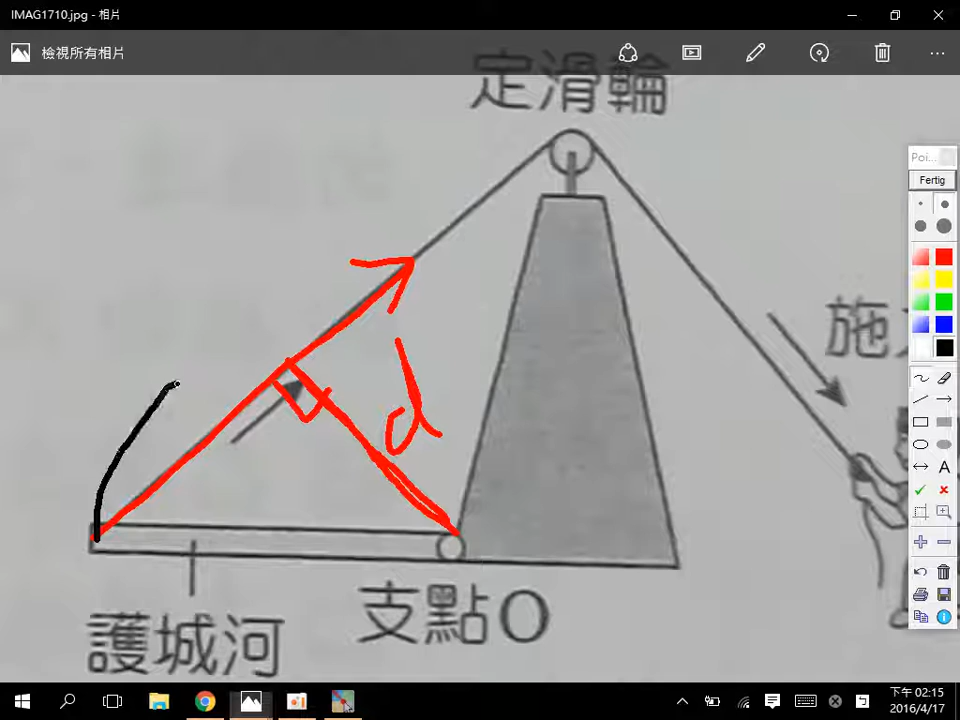 IMAG1710.jpg - 相片
檢視所有相片
定滑輪
Poi...
Fertig
施
d
A
護城河
支點O
下午 02:15
2016/4/17